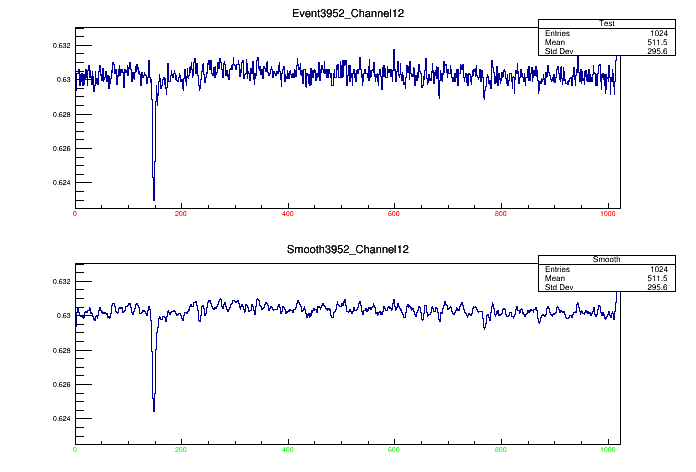 Event3952_Channel12
Test
Entries 1024
Mean 511.5
Std Dev 295.6
0.632
0.63
0.628
0.626
0.624
0 200 400 600 800 1000
Smooth3952_Channel12
Smooth
Entries 1024
Mean 511.5
Std Dev 295.6
0.632
0.63
0.628
0.626
0.624
0 200 400 600 800 1000